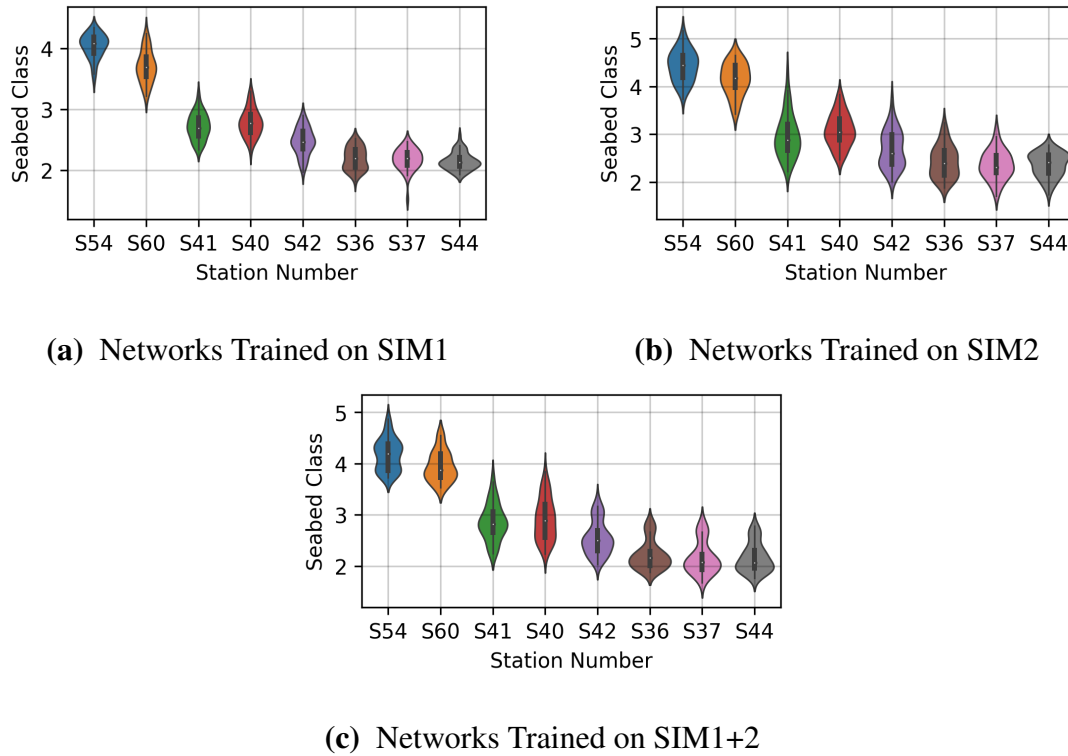 4
3
2
Seabed Class
S54 S60 S41 S40 S42 S36 S37 S44
Station Number
(a) Networks Trained on SIM1
5
4
3
2
Seabed Class
S54 S60 S41 S40 S42 S36 S37 S44
Station Number
(b) Networks Trained on SIM2
5
4
3
2
Seabed Class
S54 S60 S41 S40 S42 S36 S37 S44
Station Number
(c) Networks Trained on SIM1+2